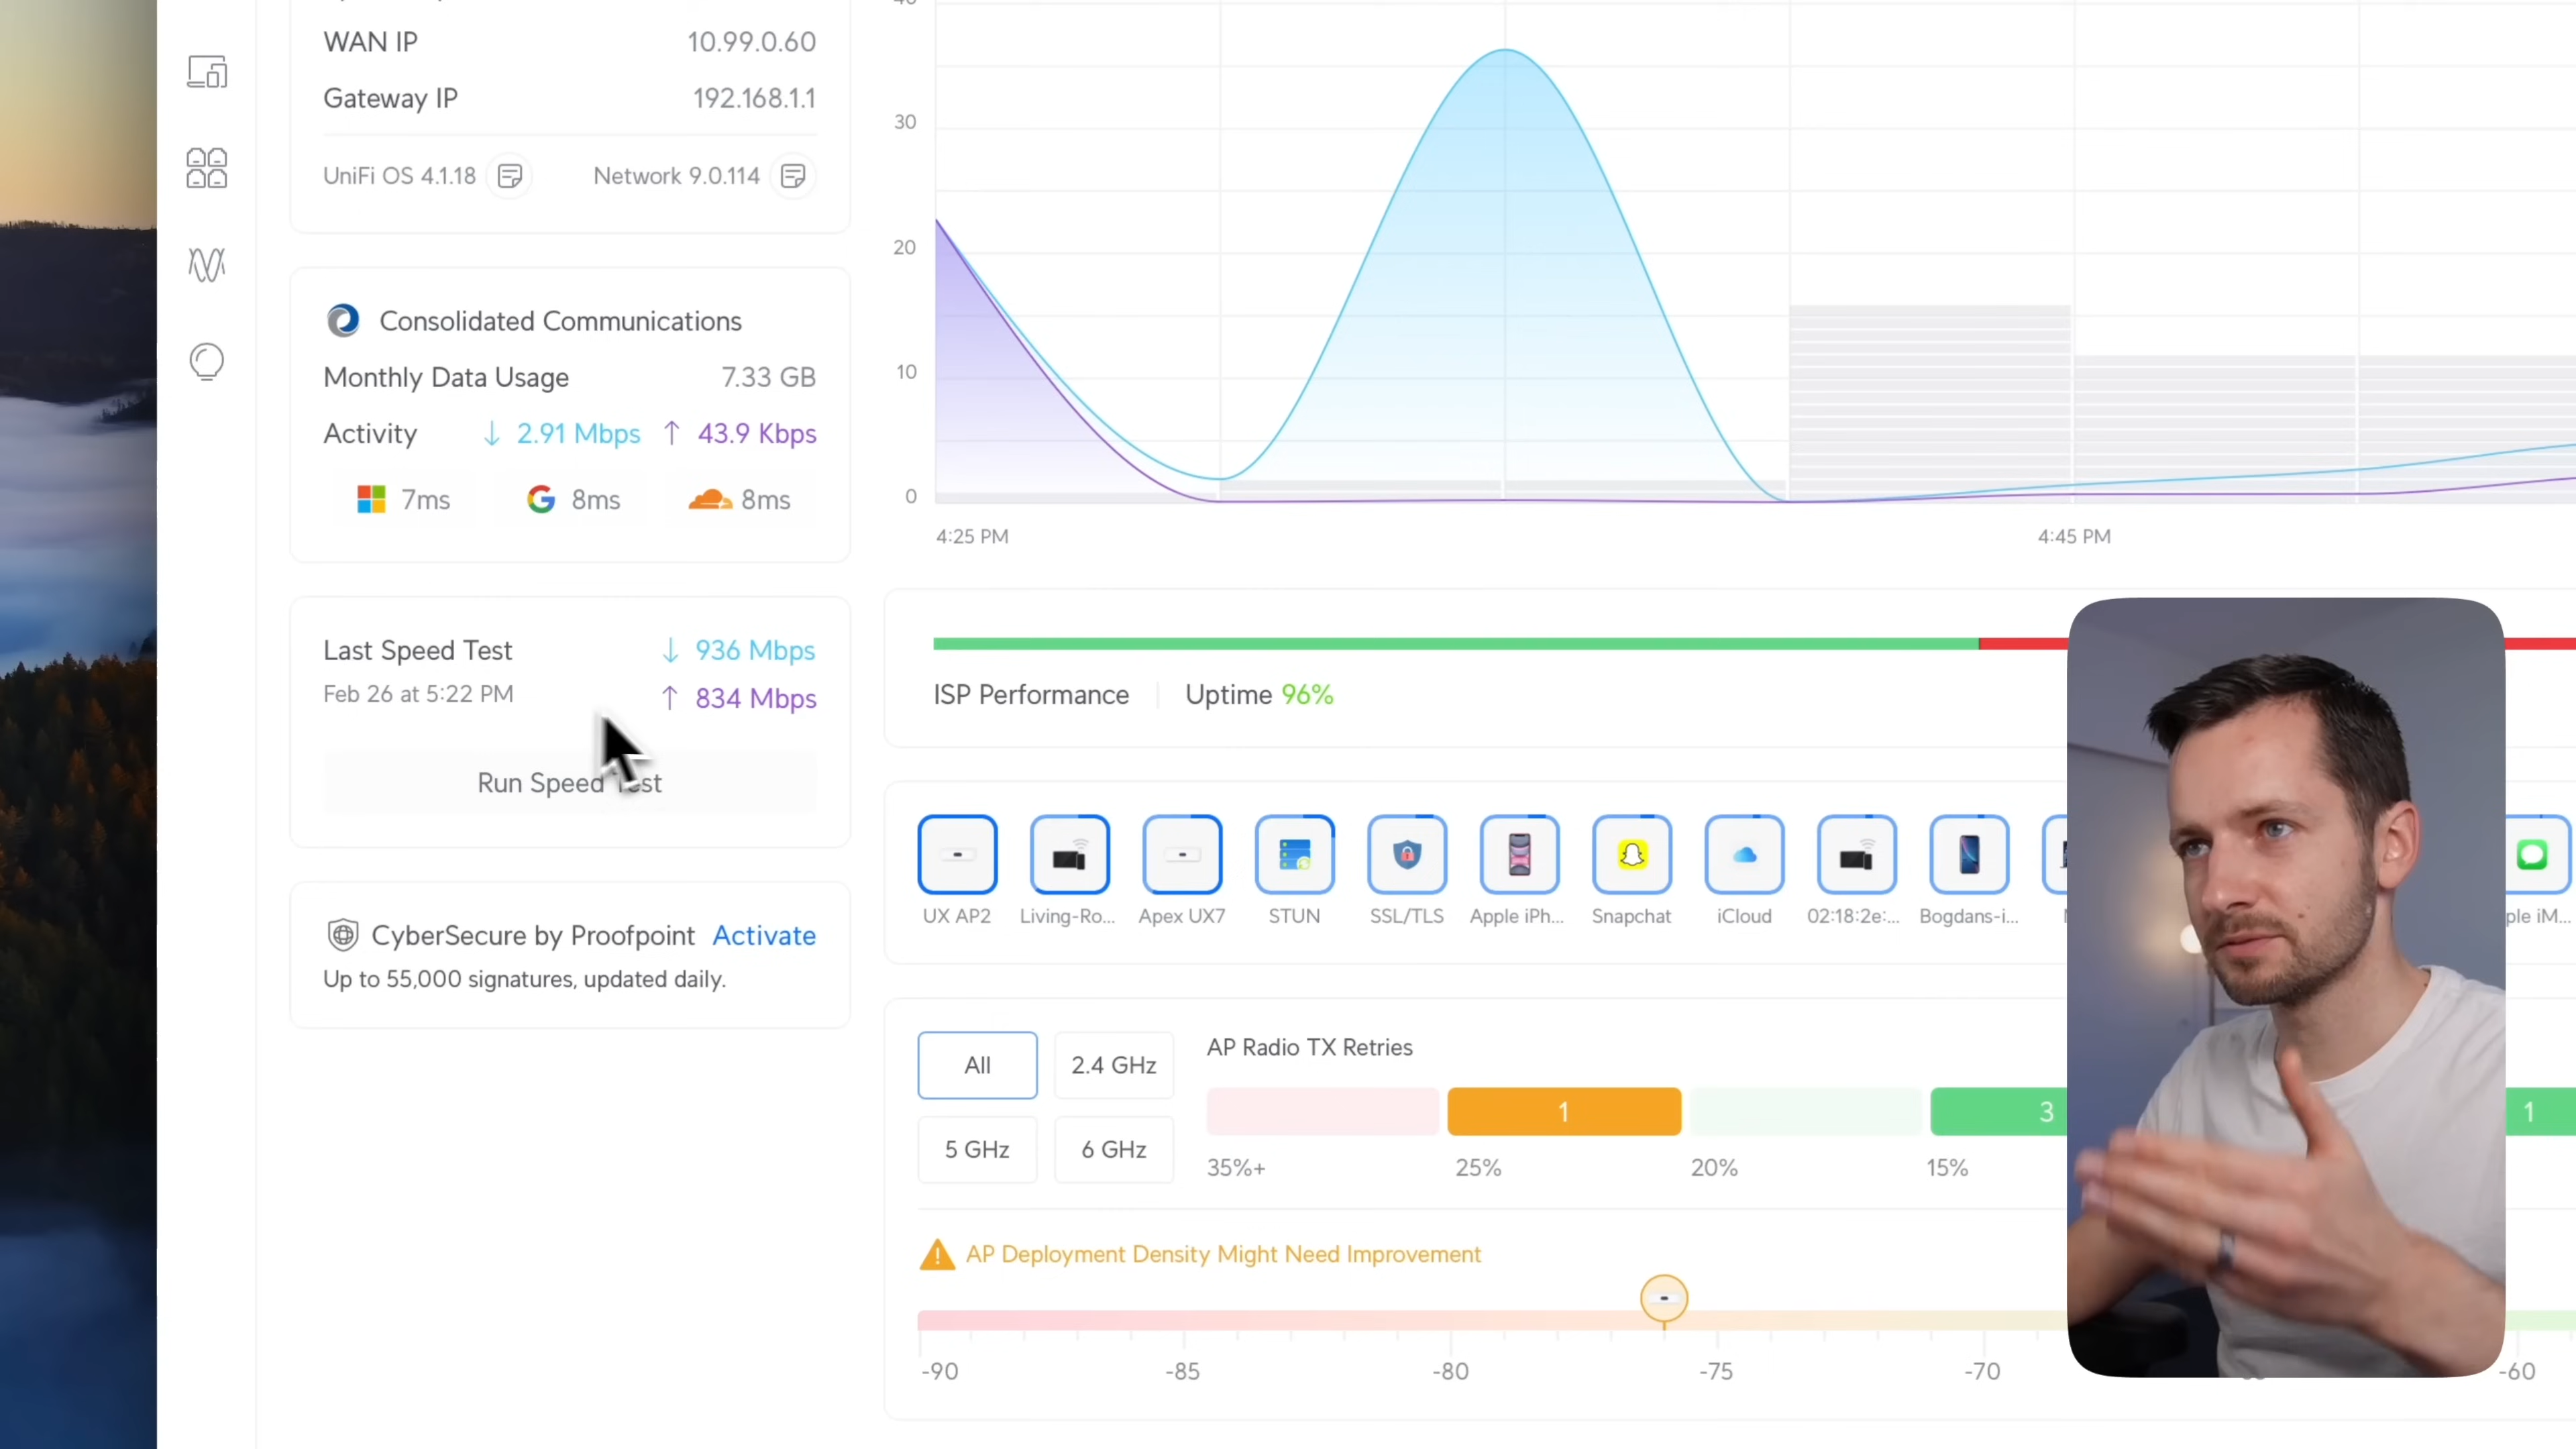 WAN IP 10.99.0.60
Gateway IP 192.168.1.1
UniFi OS 4.1.18 Network 9.0.114
Consolidated Communications
Monthly Data Usage 7.33 GB
Activity ↓ 2.91 Mbps ↑ 43.9 Kbps
7ms 8ms 8ms
Last Speed Test ↓ 936 Mbps
Feb 26 at 5:22 PM ↑ 834 Mbps
Run Speed Test
CyberSecure by Proofpoint Activate
Up to 55,000 signatures, updated daily.
30
20
10
0
4:25 PM 4:45 PM
ISP Performance Uptime 96%
UX AP2 Living-Ro... Apex UX7 STUN SSL/TLS Apple iPh... Snapchat iCloud 02:18:2e:... Bogdans-i... ple iM...
All 2.4 GHz
5 GHz 6 GHz
AP Radio TX Retries
1 3 1
35%+ 25% 20% 15%
AP Deployment Density Might Need Improvement
-90 -85 -80 -75 -70 -60